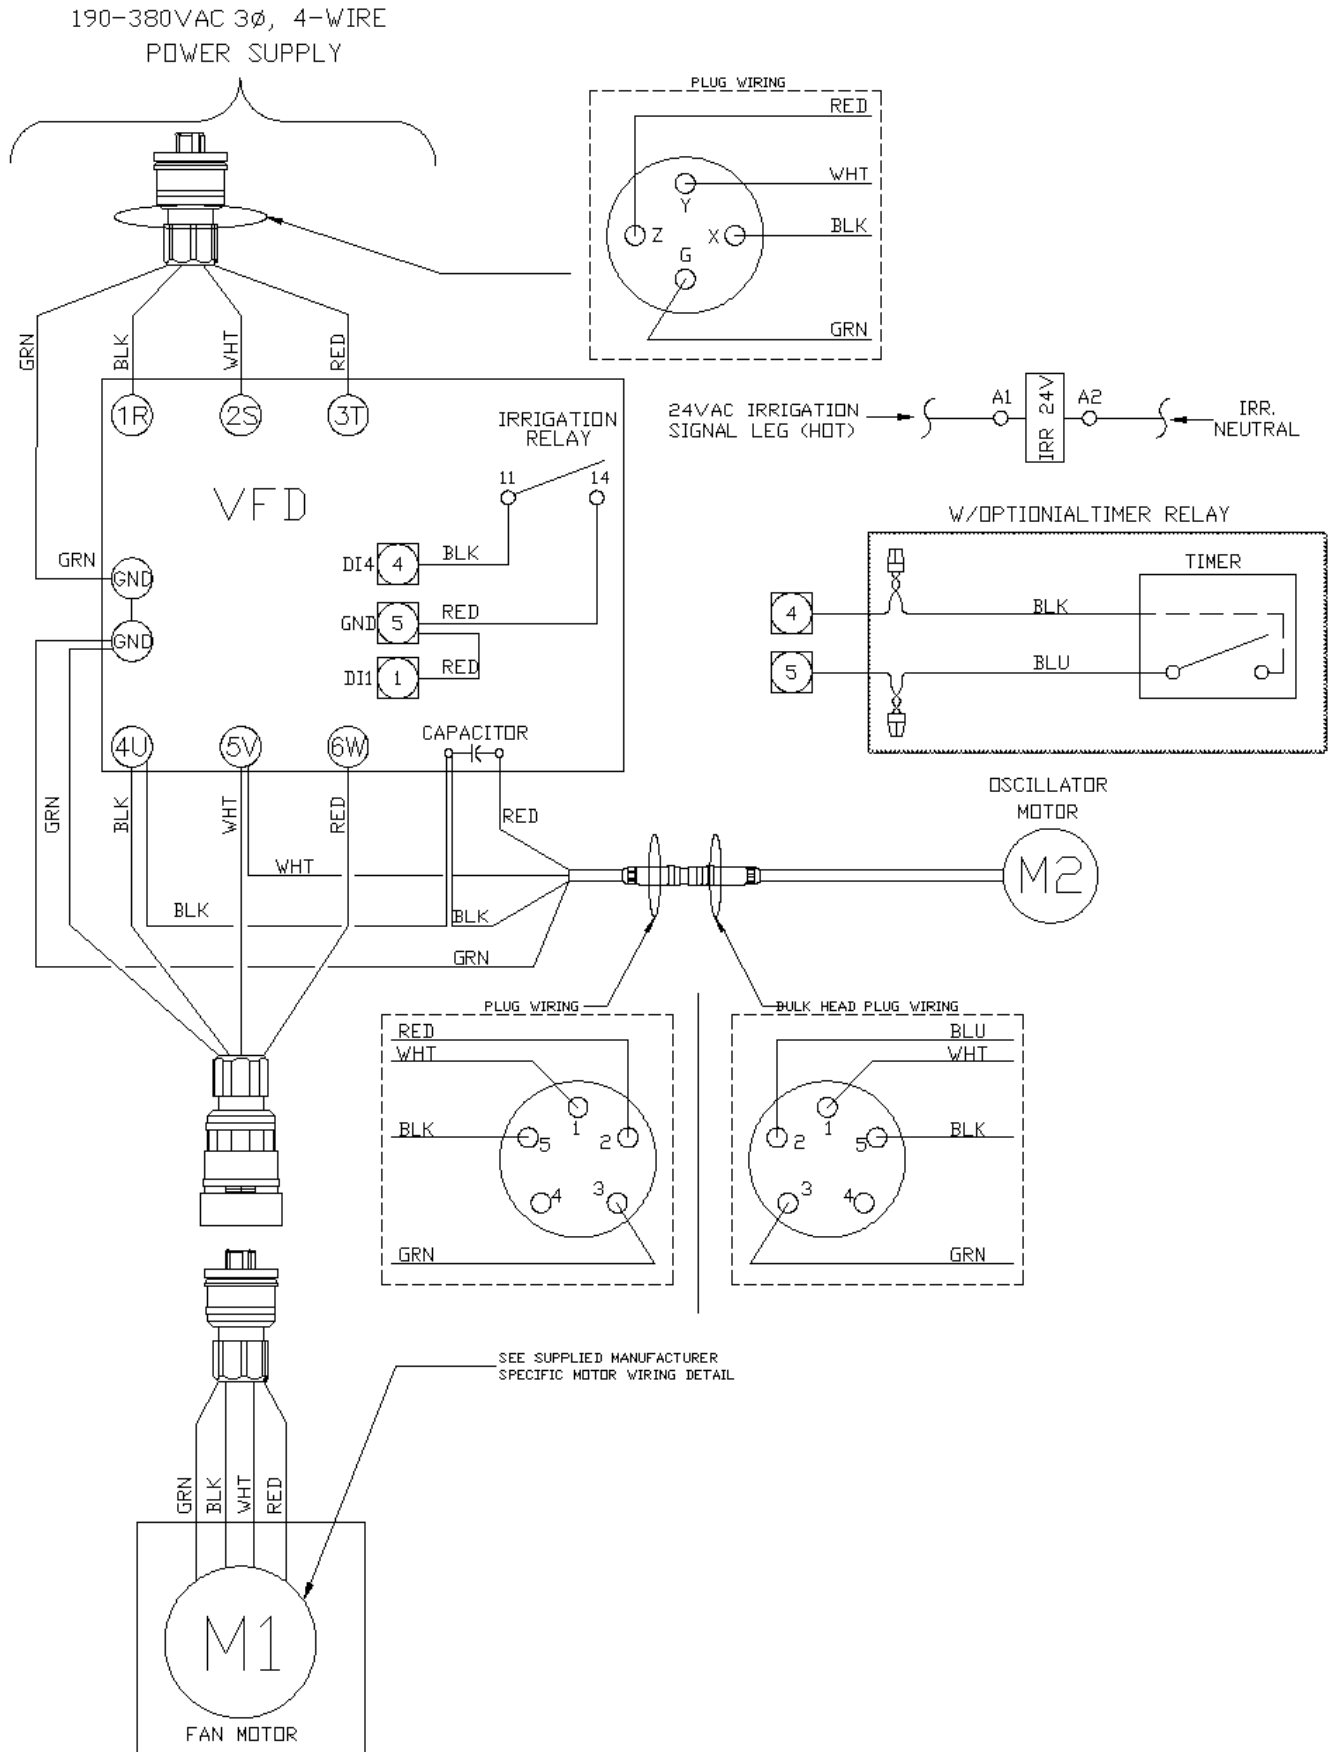 190-380VAC 3ø, 4-WIRE
POWER SUPPLY
PLUG WIRING
RED
WHT
Y
BLK
Z
X
G
GRN
GRN
BLK
WHT
RED
1R
2S
3T
IRRIGATION
RELAY
11
14
VFD
24VAC IRRIGATION
SIGNAL LEG (HOT)
A1
IRR 24V
A2
IRR.
NEUTRAL
W/OPTIONIALTIMER RELAY
TIMER
4
BLK
5
BLU
GRN
GND
GND
DI4
4
BLK
GND
5
RED
DI1
1
RED
4U
5V
6W
CAPACITOR
GRN
BLK
WHT
RED
RED
WHT
BLK
BLK
GRN
OSCILLATOR
MOTOR
M2
PLUG WIRING
RED
WHT
1
BLK
5
2
4
3
GRN
BULK HEAD PLUG WIRING
BLU
WHT
1
2
5
BLK
3
4
GRN
SEE SUPPLIED MANUFACTURER
SPECIFIC MOTOR WIRING DETAIL
GRN
BLK
WHT
RED
M1
FAN MOTOR